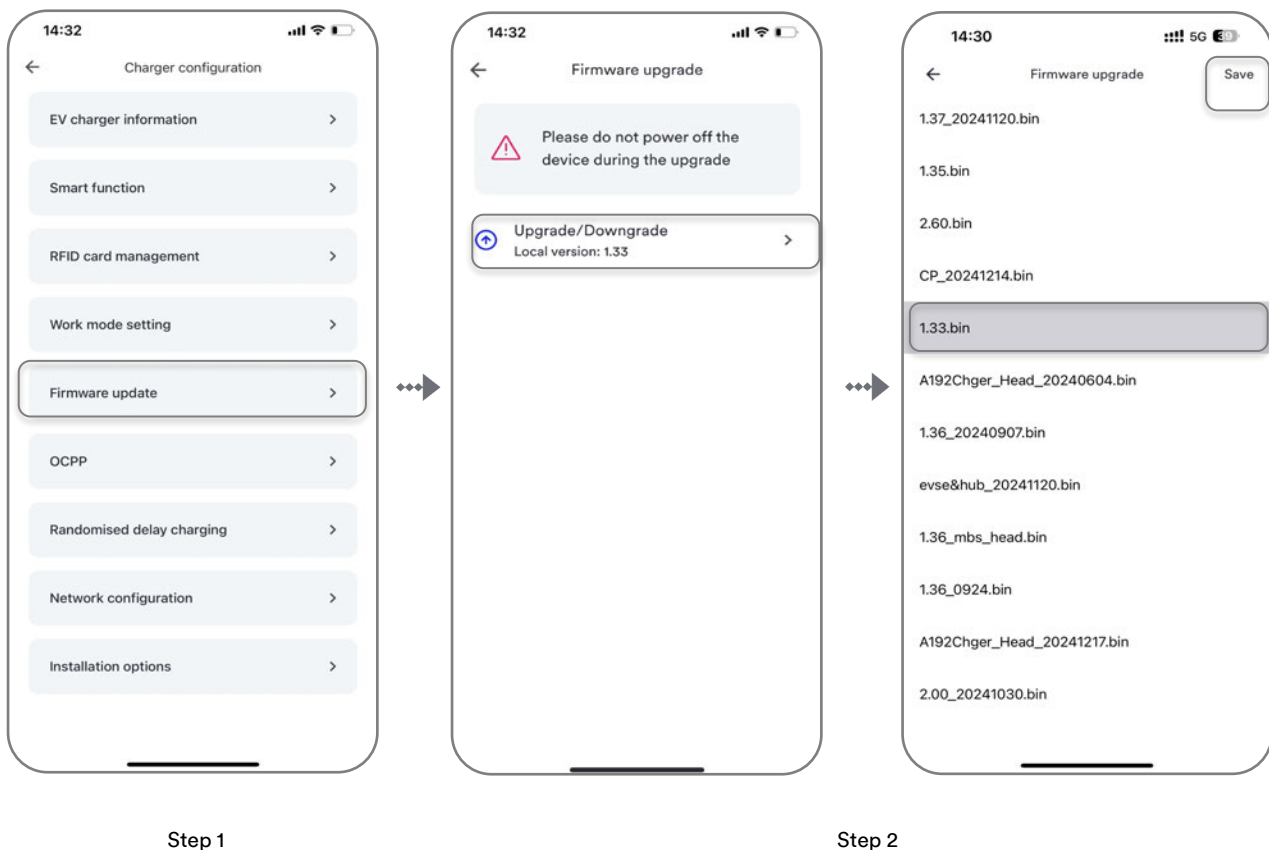 14:32
Charger configuration
EV charger information
Smart function
RFID card management
Work mode setting
Firmware update
OCPP
Randomised delay charging
Network configuration
Installation options
14:32
Firmware upgrade
Please do not power off the
device during the upgrade
Upgrade/Downgrade
Local version: 1.33
14:30
5G 39
Firmware upgrade
Save
1.37_20241120.bin
1.35.bin
2.60.bin
CP_20241214.bin
1.33.bin
A192Chger_Head_20240604.bin
1.36_20240907.bin
evse&hub_20241120.bin
1.36_mbs_head.bin
1.36_0924.bin
A192Chger_Head_20241217.bin
2.00_20241030.bin
Step 1
Step 2